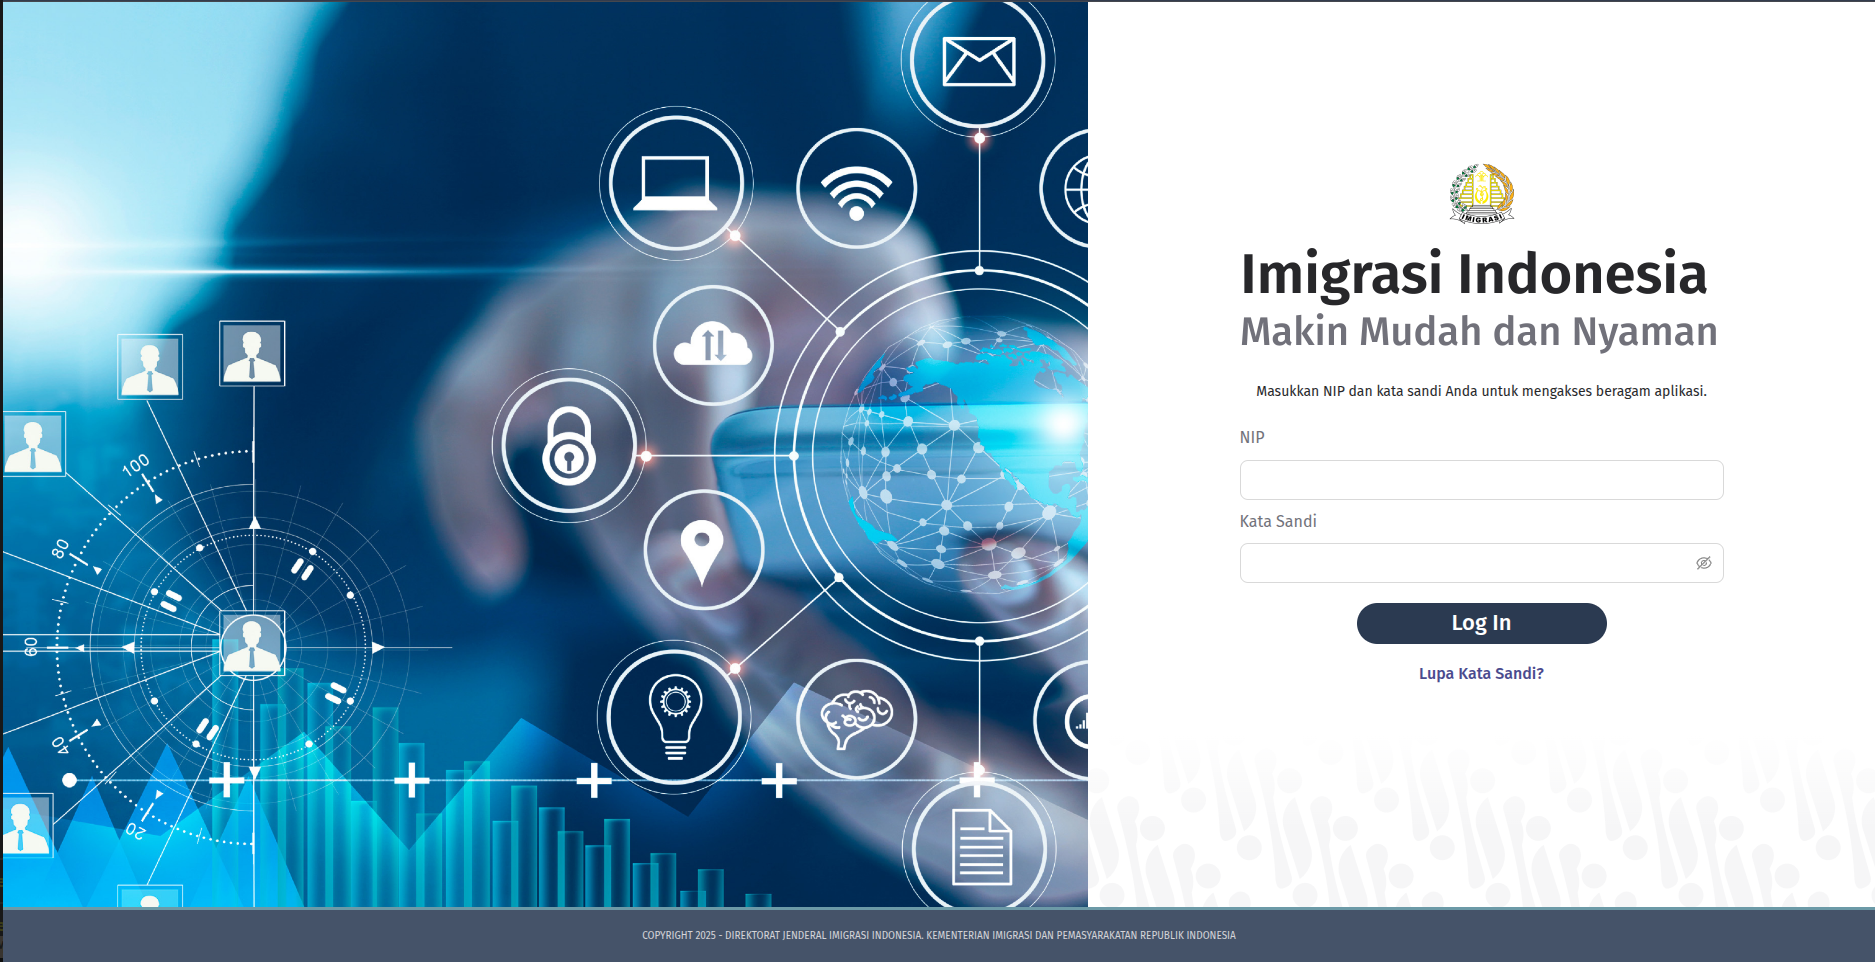 100
80
60
40
20
IMIGRASI
Imigrasi Indonesia
Makin Mudah dan Nyaman
Masukkan NIP dan kata sandi Anda untuk mengakses beragam aplikasi.
NIP
Kata Sandi
Log In
Lupa Kata Sandi?
COPYRIGHT 2025 - DIREKTORAT JENDERAL IMIGRASI INDONESIA. KEMENTERIAN IMIGRASI DAN PEMASYARAKATAN REPUBLIK INDONESIA